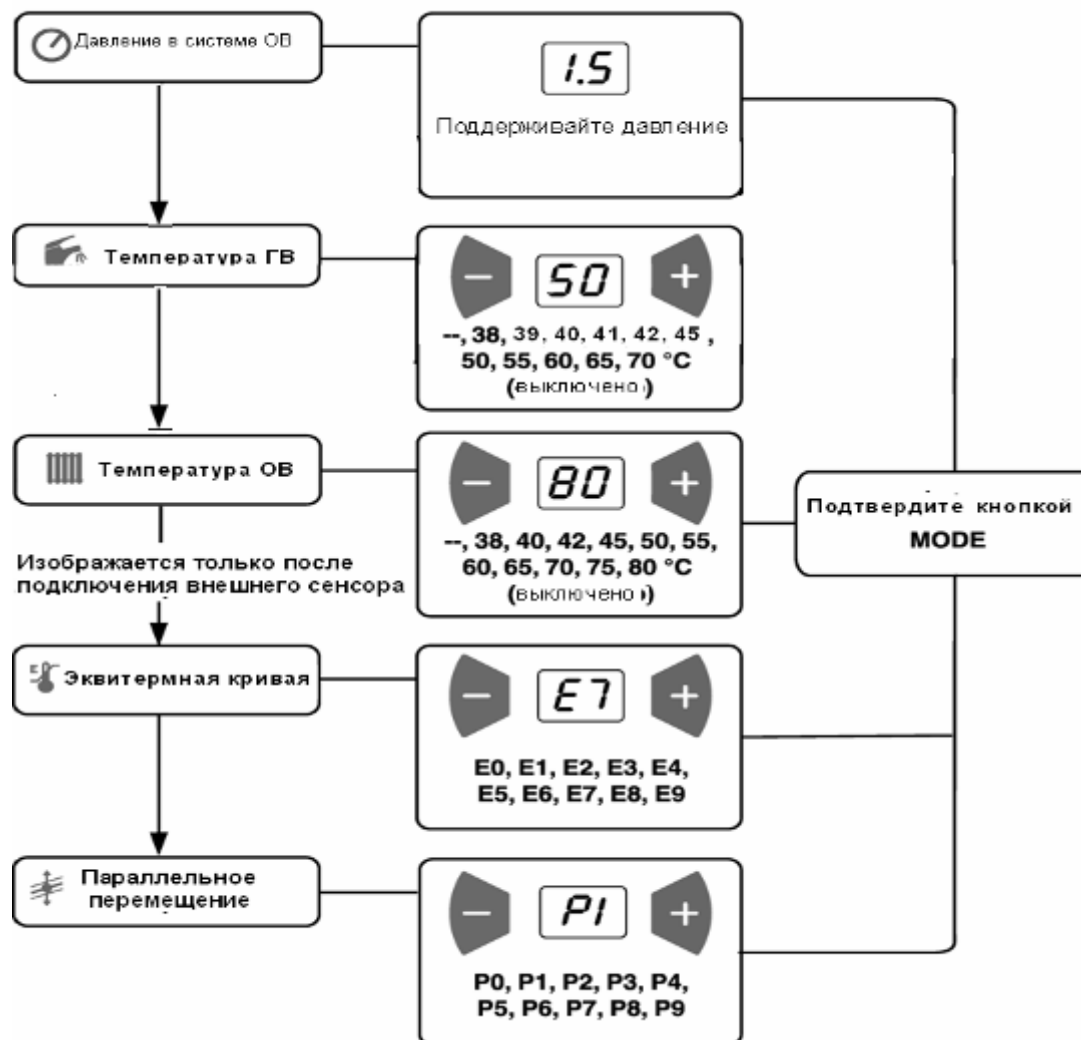 Давление в системе ОВ
1.5
Поддерживайте давление
Температура ГВ
−
50
+
--, 38, 39, 40, 41, 42, 45 ,
50, 55, 60, 65, 70 °C
(выключено)
Температура ОВ
−
80
+
--, 38, 40, 42, 45, 50, 55,
60, 65, 70, 75, 80 °C
(выключено)
Подтвердите кнопкой
MODE
Изображается только после
подключения внешнего сенсора
E
Эквитермная кривая
−
E7
+
E0, E1, E2, E3, E4,
E5, E6, E7, E8, E9
Параллельное
перемещение
−
P1
+
P0, P1, P2, P3, P4,
P5, P6, P7, P8, P9